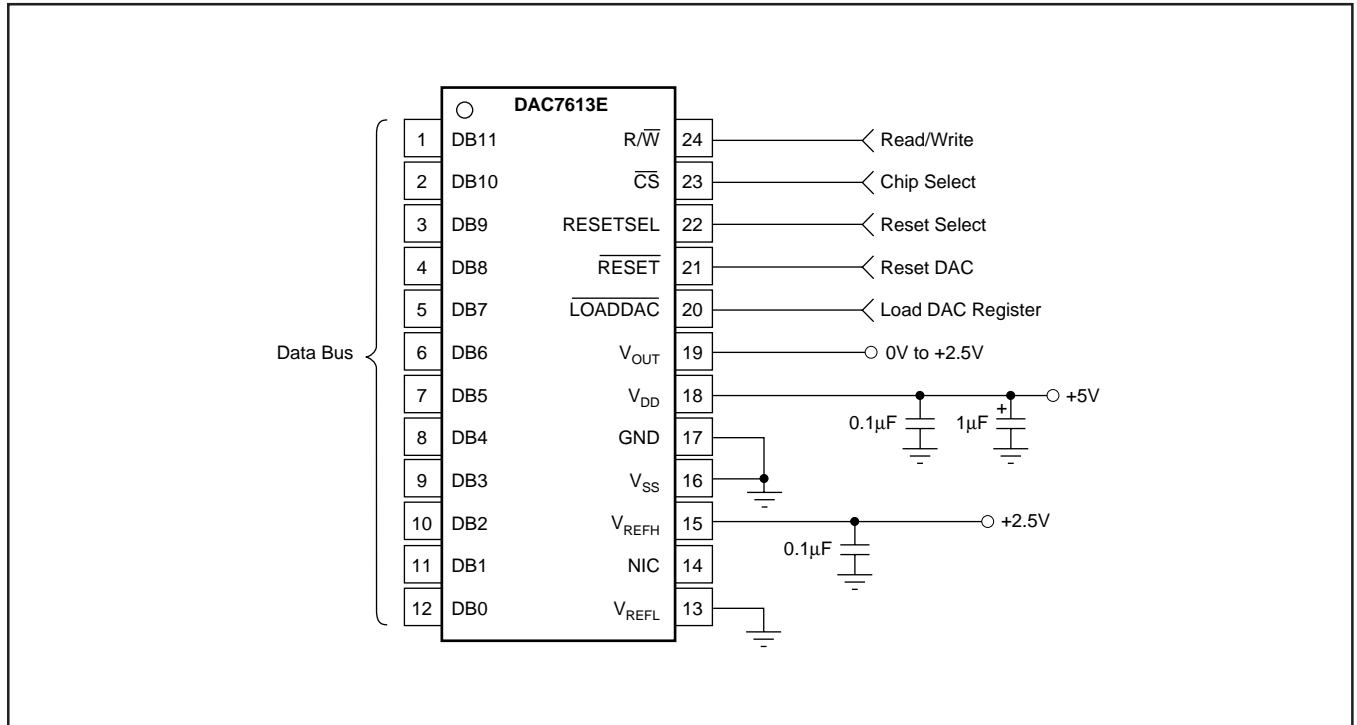 DAC7613E
1 DB11 R/W̅ 24 Read/Write
2 DB10 C̅S̅ 23 Chip Select
3 DB9 RESETSEL 22 Reset Select
4 DB8 R̅E̅S̅E̅T̅ 21 Reset DAC
5 DB7 L̅O̅A̅D̅D̅A̅C̅ 20 Load DAC Register
Data Bus 6 DB6 VOUT 19 0V to +2.5V
7 DB5 VDD 18 +5V
0.1µF 1µF +
8 DB4 GND 17
9 DB3 VSS 16
10 DB2 VREFH 15 +2.5V
0.1µF
11 DB1 NIC 14
12 DB0 VREFL 13